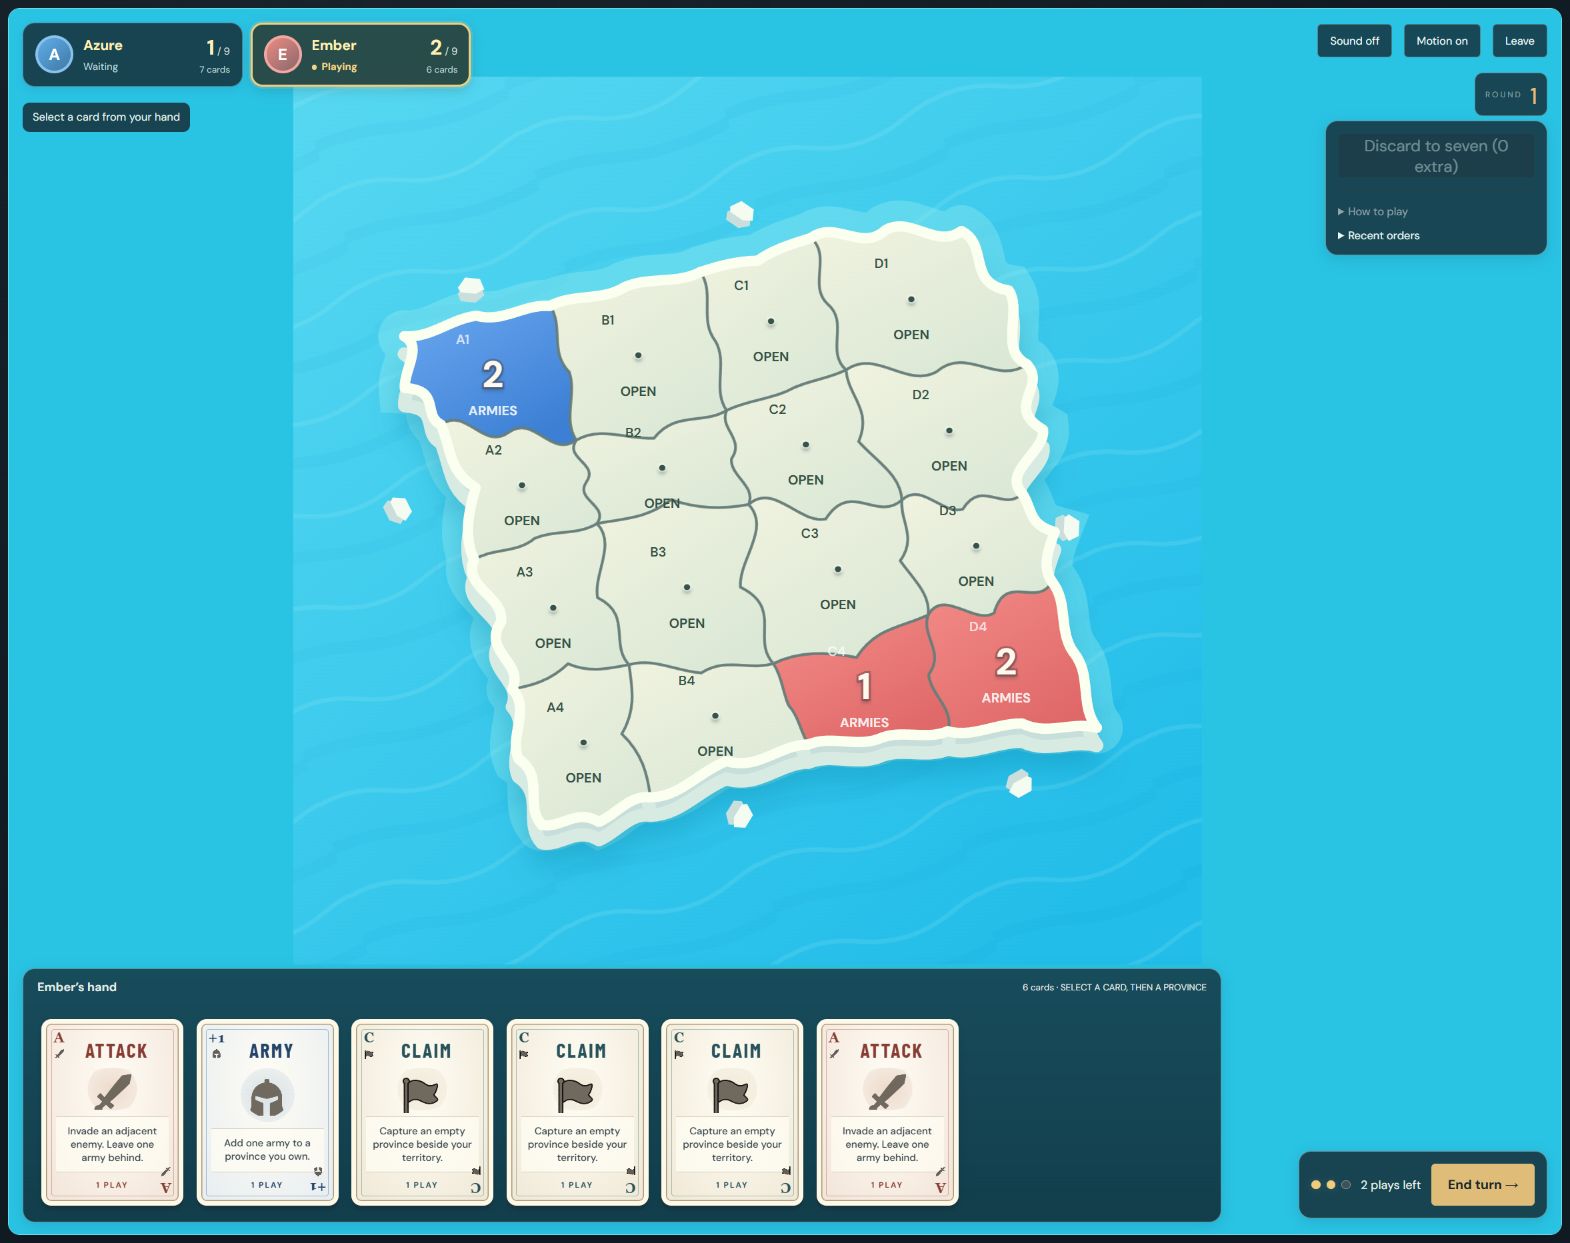 A
Azure
Waiting
1 / 9
7 cards
E
Ember
Playing
2 / 9
6 cards
Sound off
Motion on
Leave
Select a card from your hand
ROUND 1
Discard to seven (0
extra)
How to play
Recent orders
D1
OPEN
C1
OPEN
B1
OPEN
A1
2
ARMIES
D2
OPEN
C2
OPEN
B2
OPEN
A2
OPEN
D3
OPEN
C3
OPEN
B3
OPEN
A3
OPEN
D4
2
ARMIES
C4
1
ARMIES
B4
OPEN
A4
OPEN
Ember's hand
6 cards · SELECT A CARD, THEN A PROVINCE
A
ATTACK
Invade an adjacent
enemy. Leave one
army behind.
1 PLAY
A
+1
ARMY
Add one army to a
province you own.
1 PLAY
+1
C
CLAIM
Capture an empty
province beside your
territory.
1 PLAY
C
C
CLAIM
Capture an empty
province beside your
territory.
1 PLAY
C
C
CLAIM
Capture an empty
province beside your
territory.
1 PLAY
C
A
ATTACK
Invade an adjacent
enemy. Leave one
army behind.
1 PLAY
A
2 plays left
End turn →